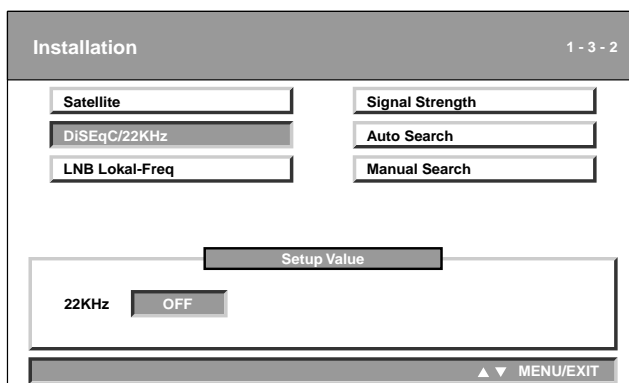 Installation 1 - 3 - 2
Satellite
Signal Strength
DiSEqC/22KHz
Auto Search
LNB Lokal-Freq
Manual Search
Setup Value
22KHz OFF
▲ ▼ MENU/EXIT